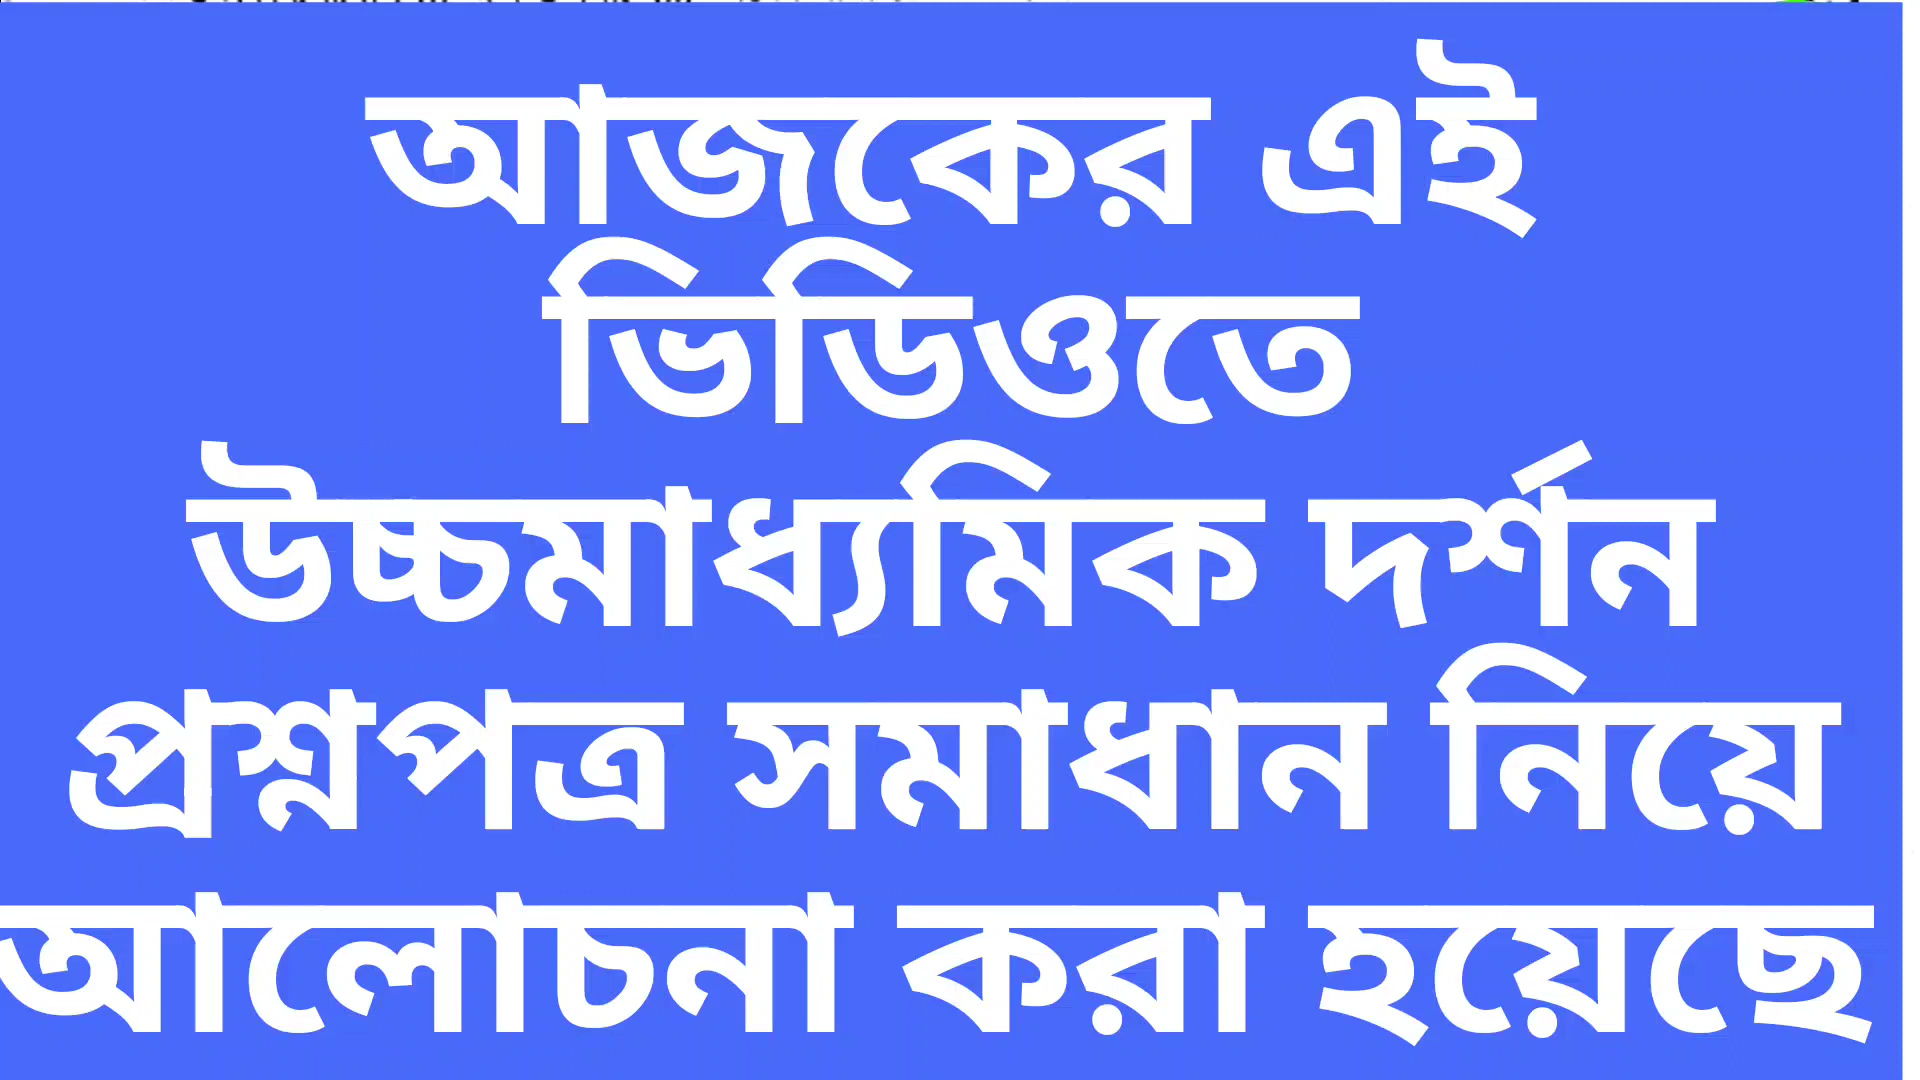 আজকের এই
ভিডিওতে
উচ্চমাধ্যমিক দর্শন
প্রশ্নপত্র সমাধান নিয়ে
আলোচনা করা হয়েছে